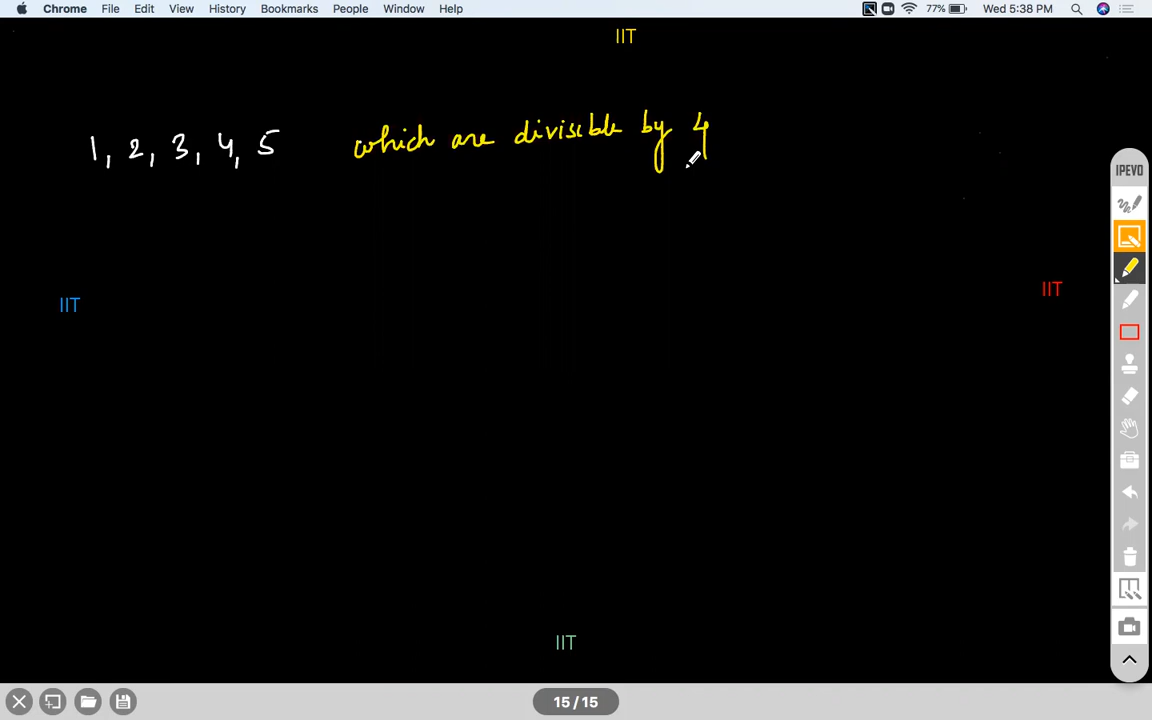 Chrome File Edit View History Bookmarks People Window Help 77% Wed 5:38 PM
IIT
1, 2, 3, 4, 5 which are divisible by 4
IPEVO
IIT
IIT
IIT
15/15